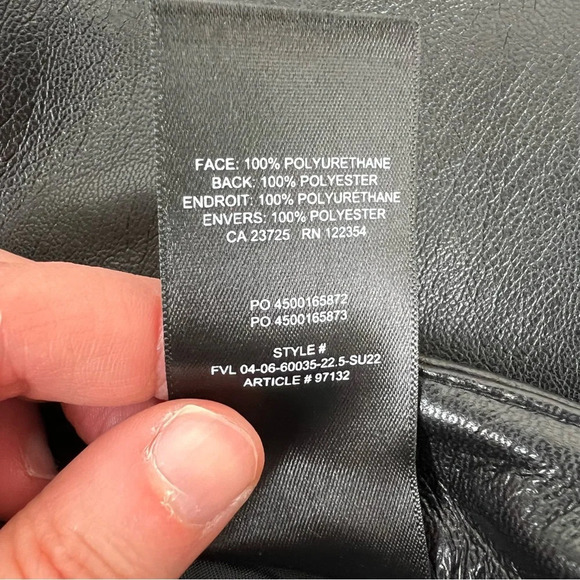 FACE: 100% POLYURETHANE
BACK: 100% POLYESTER
ENDROIT: 100% POLYURÉTHANE
ENVERS: 100% POLYESTER
CA 23725 RN 122354
PO 4500165872
PO 4500165873
STYLE #
FVL 04-06-60035-22.5-SU22
ARTICLE # 97132